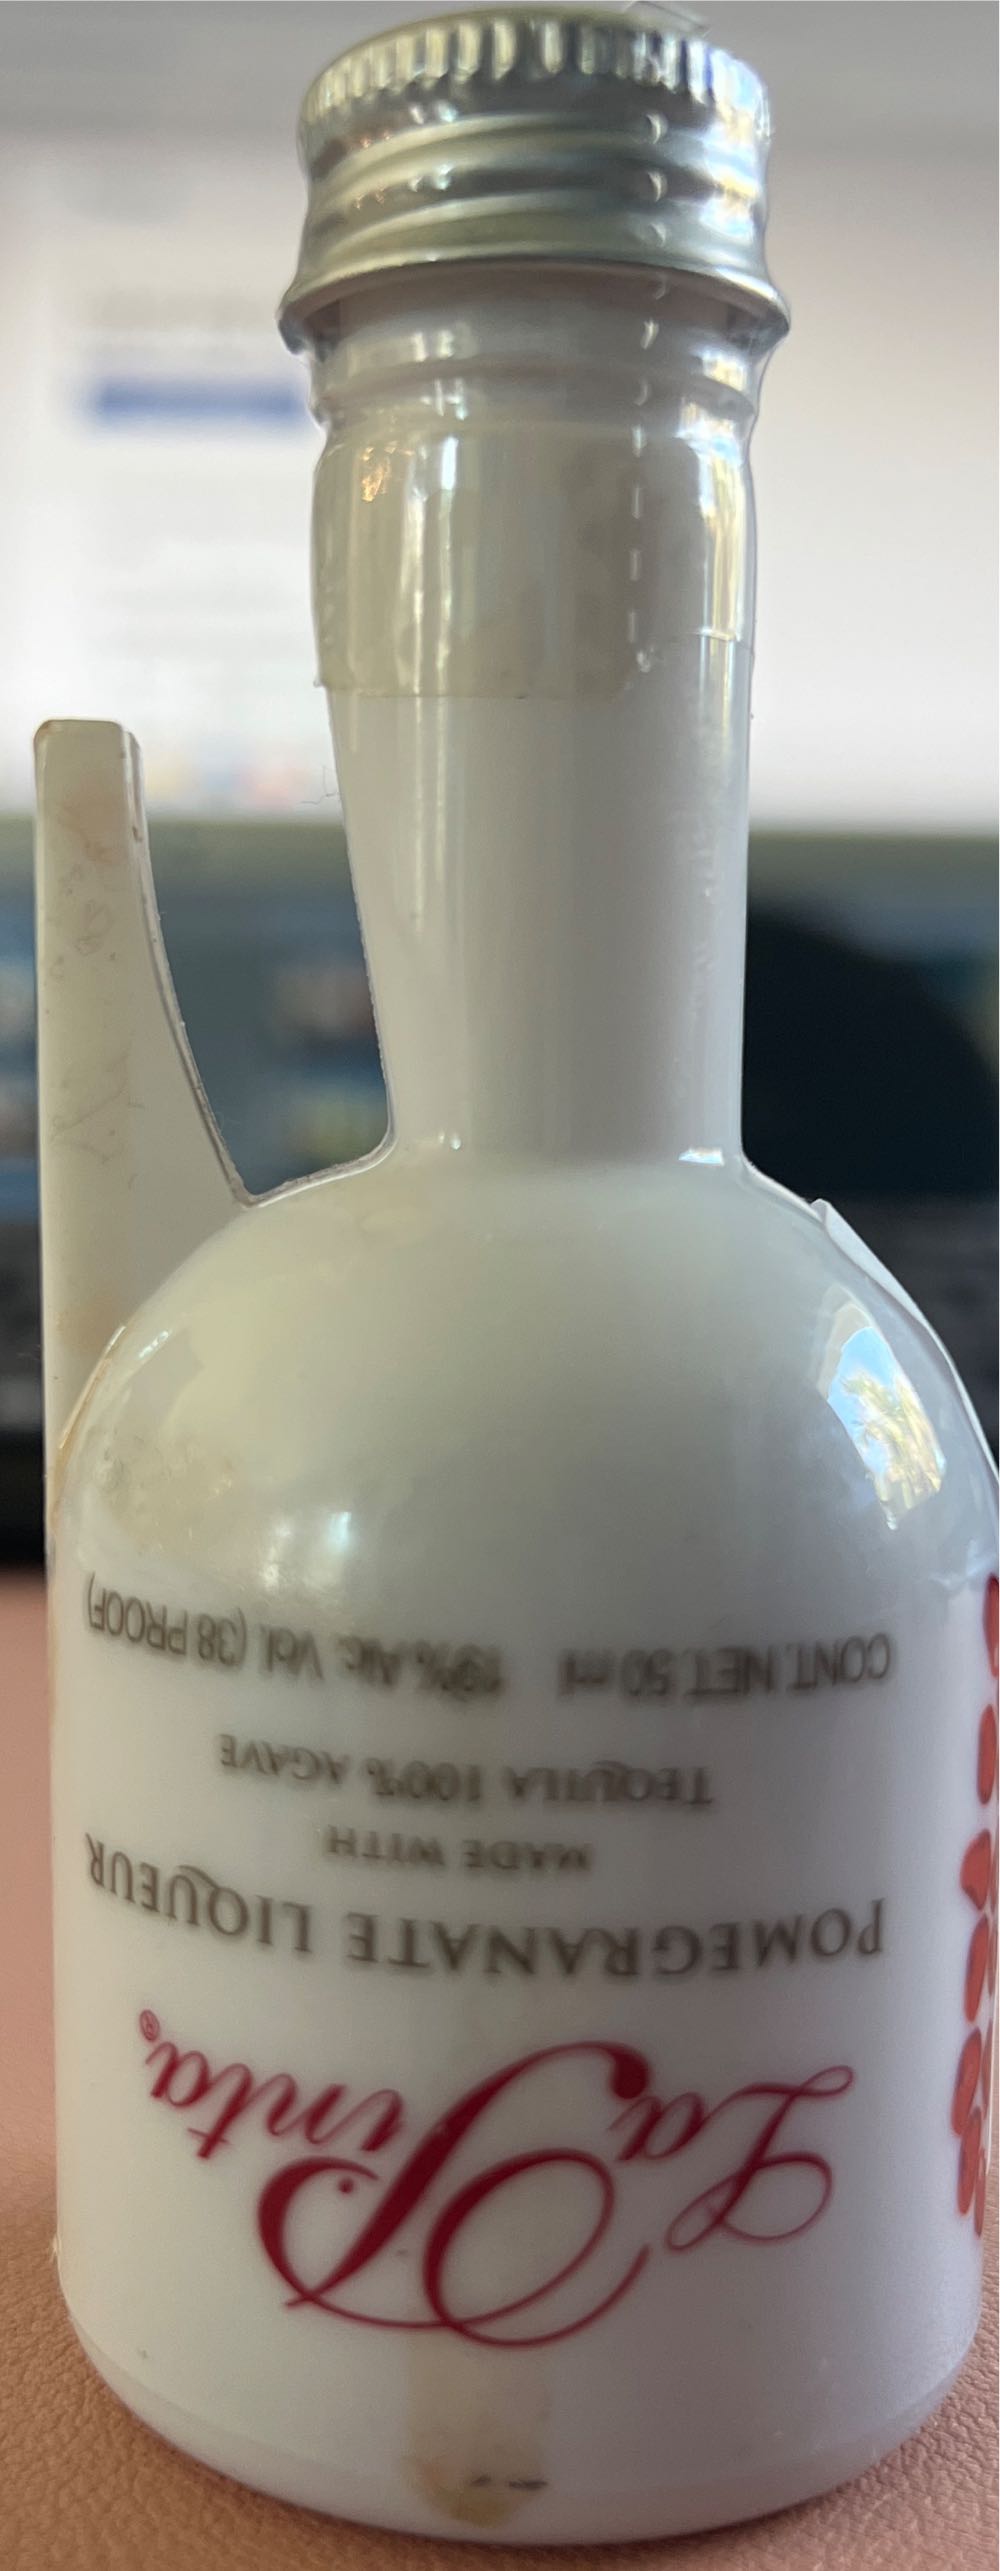 La Pinta®
POMEGRANATE LIQUEUR
MADE WITH
TEQUILA 100% AGAVE
CONT. NET. 50 ml 19% Alc. Vol. (38 PROOF)